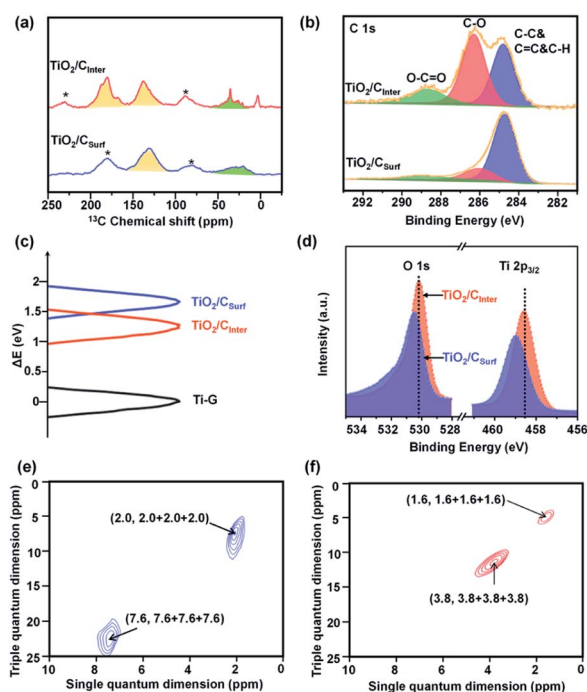 (a)
TiO2/CInter
*
*
TiO2/CSurf
*
*
250 200 150 100 50 0
13C Chemical shift (ppm)
(b)
C 1s
C-O
C-C&
C=C&C-H
O-C=O
TiO2/CInter
TiO2/CSurf
292 290 288 286 284 282
Binding Energy (eV)
(c)
ΔE (eV)
2
1.5
1
0.5
0
TiO2/CSurf
TiO2/CInter
Ti-G
(d)
Intensity (a.u.)
O 1s Ti 2p3/2
TiO2/CInter
TiO2/CSurf
534 530 528 460 458 456
Binding Energy (eV)
(e)
Triple quantum dimension (ppm)
0
5
10
15
20
25
(2.0, 2.0+2.0+2.0)
(7.6, 7.6+7.6+7.6)
10 8 6 4 2 0
Single quantum dimension (ppm)
(f)
Triple quantum dimension (ppm)
0
5
10
15
20
25
(1.6, 1.6+1.6+1.6)
(3.8, 3.8+3.8+3.8)
10 8 6 4 2 0
Single quantum dimension (ppm)